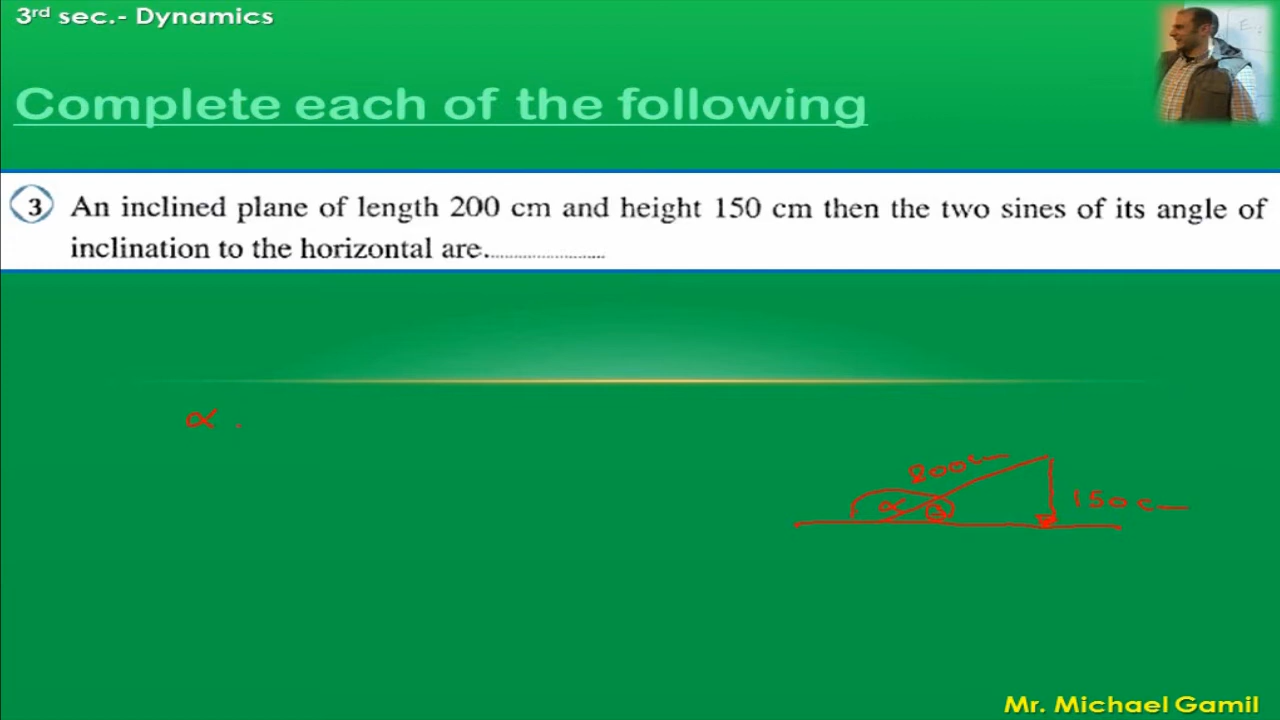 3rd sec.- Dynamics
Complete each of the following
3 An inclined plane of length 200 cm and height 150 cm then the two sines of its angle of
inclination to the horizontal are....................
α
200cm
α
150cm
Mr. Michael Gamil